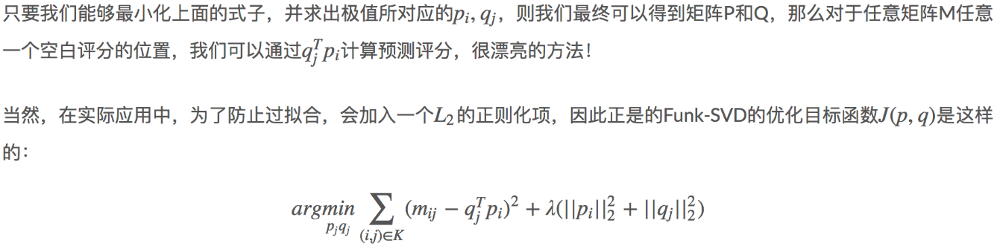 只要我们能够最小化上面的式子，并求出极值所对应的$p_i, q_j$，则我们最终可以得到矩阵P和Q，那么对于任意矩阵M任意
一个空白评分的位置，我们可以通过$q_j^T p_i$计算预测评分，很漂亮的方法！
当然，在实际应用中，为了防止过拟合，会加入一个$L_2$的正则化项，因此正是的Funk-SVD的优化目标函数$J(p, q)$是这样
的：
$$\underset{p_j q_j}{argmin} \sum_{(i,j) \in K} (m_{ij} - q_j^T p_i)^2 + \lambda(||p_i||_2^2 + ||q_j||_2^2)$$